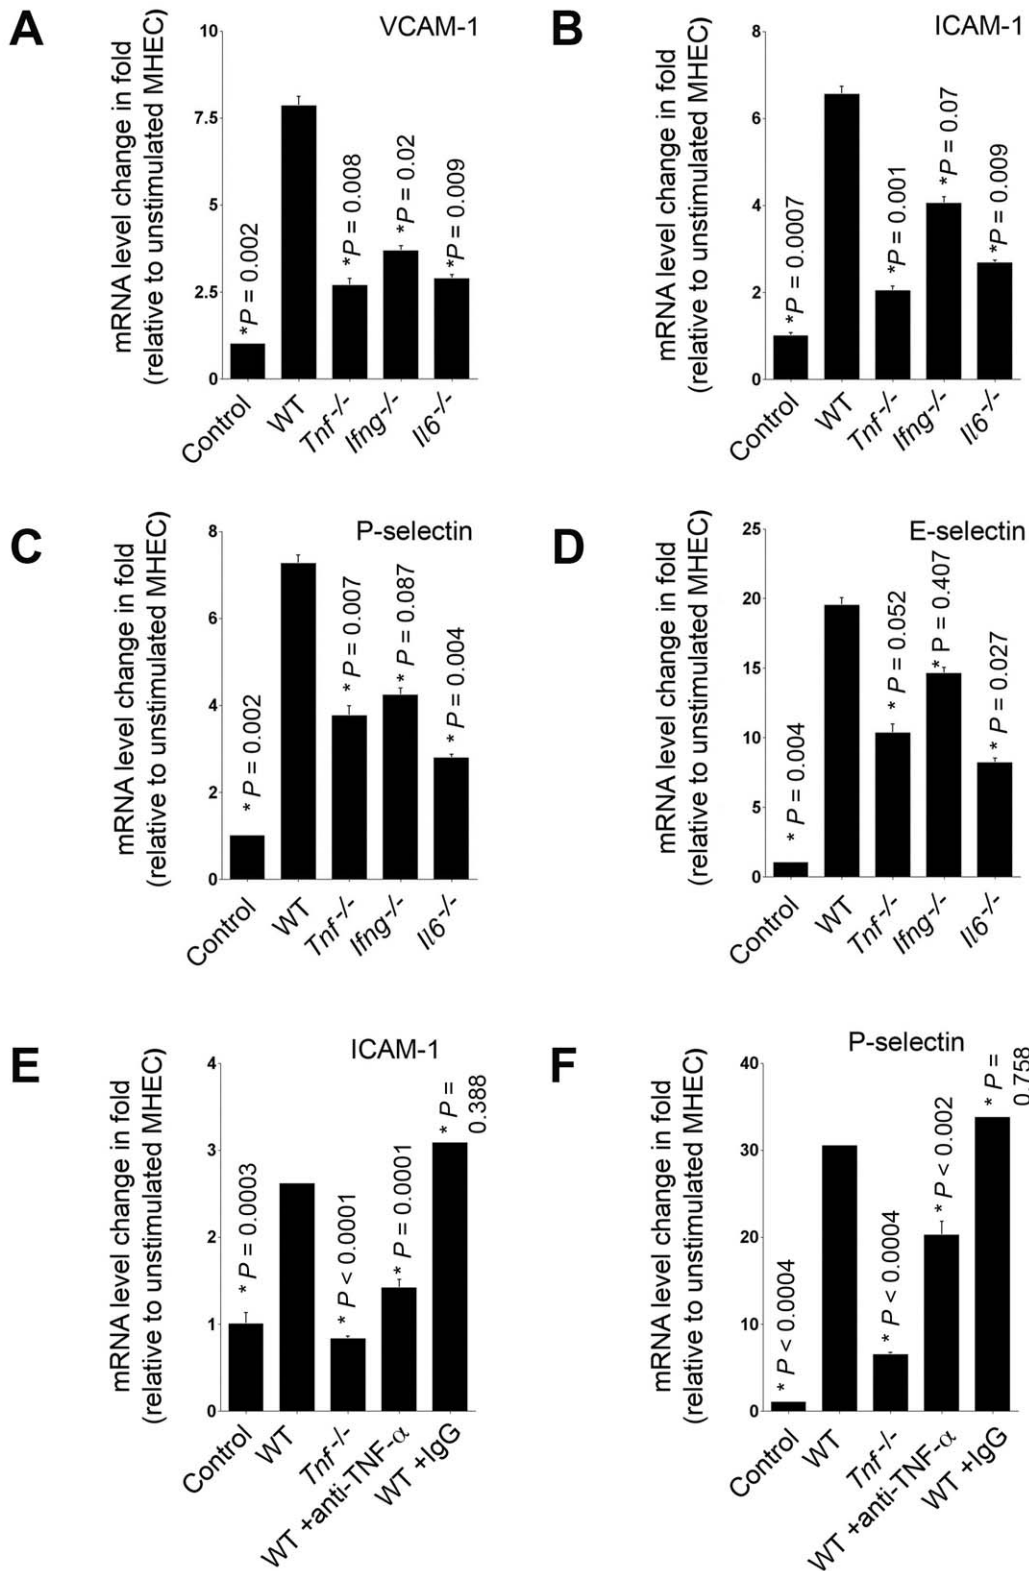 A
VCAM-1
mRNA level change in fold
(relative to unstimulated MHEC)
10
7.5
5
2.5
0
*P = 0.002
*P = 0.008
*P = 0.02
*P = 0.009
Control
WT
Tnf-/-
Ifng-/-
Il6-/-
B
ICAM-1
mRNA level change in fold
(relative to unstimulated MHEC)
8
6
4
2
0
*P = 0.0007
*P = 0.001
*P = 0.07
*P = 0.009
Control
WT
Tnf-/-
Ifng-/-
Il6-/-
C
P-selectin
mRNA level change in fold
(relative to unstimulated MHEC)
8
6
4
2
0
* P = 0.002
* P = 0.007
* P = 0.087
* P = 0.004
Control
WT
Tnf-/-
Ifng-/-
Il6-/-
D
E-selectin
mRNA level change in fold
(relative to unstimulated MHEC)
25
20
15
10
5
0
* P = 0.004
* P = 0.052
* P = 0.407
* P = 0.027
Control
WT
Tnf-/-
Ifng-/-
Il6-/-
E
ICAM-1
mRNA level change in fold
(relative to unstimulated MHEC)
4
3
2
1
0
* P = 0.0003
* P < 0.0001
* P = 0.0001
* P =
0.388
Control
WT
Tnf-/-
WT +anti-TNF-α
WT +IgG
F
P-selectin
mRNA level change in fold
(relative to unstimulated MHEC)
40
30
20
10
0
* P < 0.0004
* P < 0.0004
* P < 0.002
* P =
0.758
Control
WT
Tnf-/-
WT +anti-TNF-α
WT +IgG